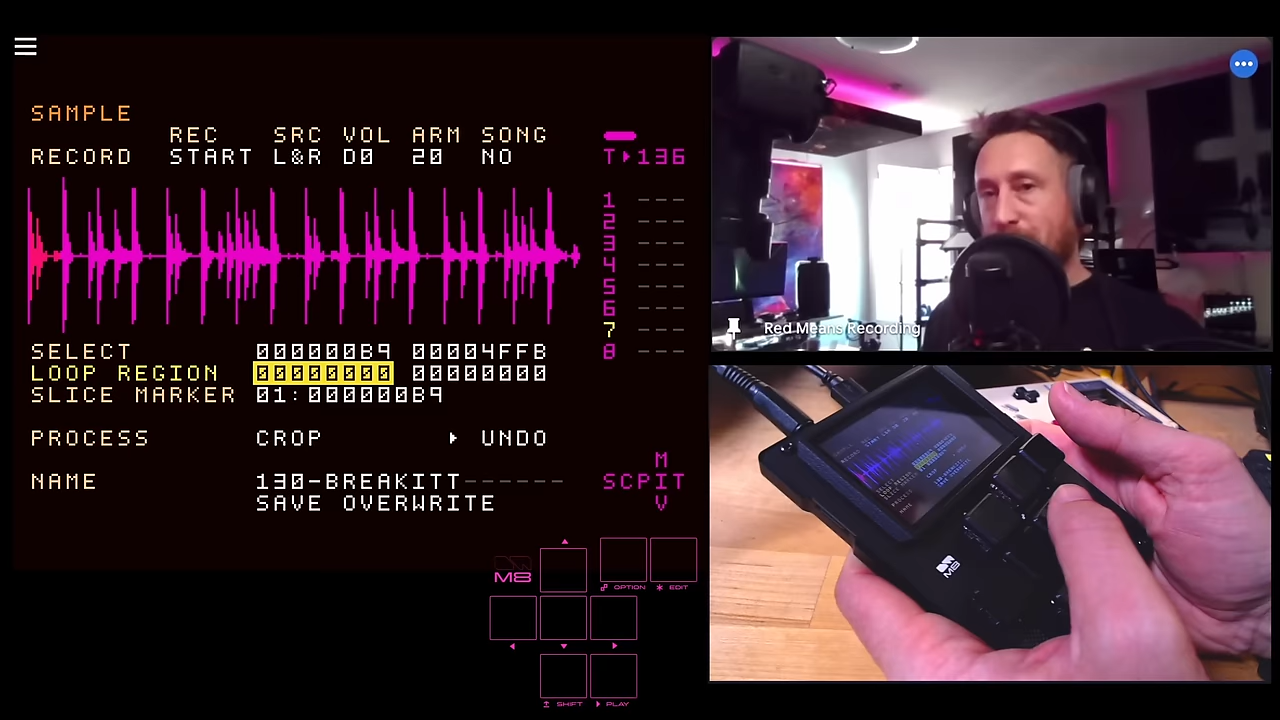 SAMPLE
REC SRC VOL ARM SONG
RECORD START L&R D0 20 NO
T 136
1 ---
2 ---
3 ---
4 ---
5 ---
6 ---
7 ---
8 ---
SELECT 000000B9 00004FFB
LOOP REGION 00000000 00000000
SLICE MARKER 01:000000B9
PROCESS CROP UNDO
NAME 130-BREAKITT------
SAVE OVERWRITE
M
SCPIT
V
M8
OPTION EDIT
SHIFT PLAY
Red Means Recording
M8